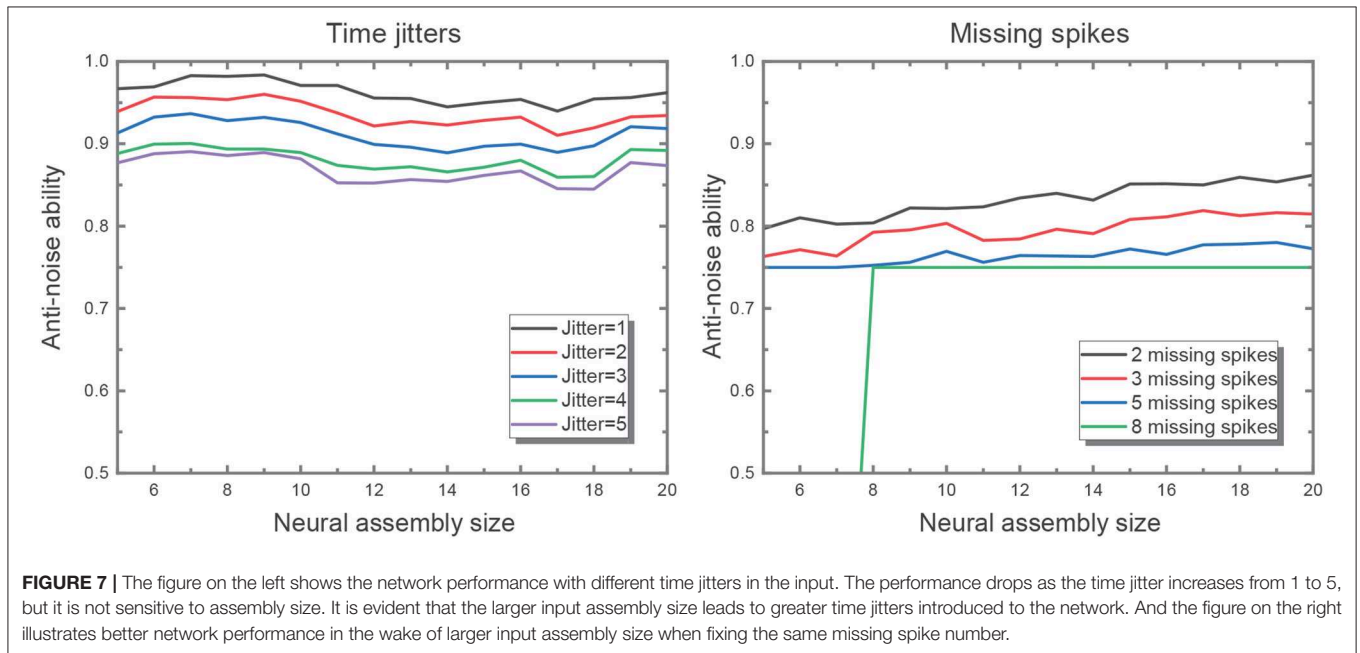 Time jitters
1.0
0.9
0.8
0.7
0.6
0.5
Anti-noise ability
6 8 10 12 14 16 18 20
Neural assembly size
Jitter=1
Jitter=2
Jitter=3
Jitter=4
Jitter=5
Missing spikes
1.0
0.9
0.8
0.7
0.6
0.5
Anti-noise ability
6 8 10 12 14 16 18 20
Neural assembly size
2 missing spikes
3 missing spikes
5 missing spikes
8 missing spikes
FIGURE 7 | The figure on the left shows the network performance with different time jitters in the input. The performance drops as the time jitter increases from 1 to 5,
but it is not sensitive to assembly size. It is evident that the larger input assembly size leads to greater time jitters introduced to the network. And the figure on the right
illustrates better network performance in the wake of larger input assembly size when fixing the same missing spike number.